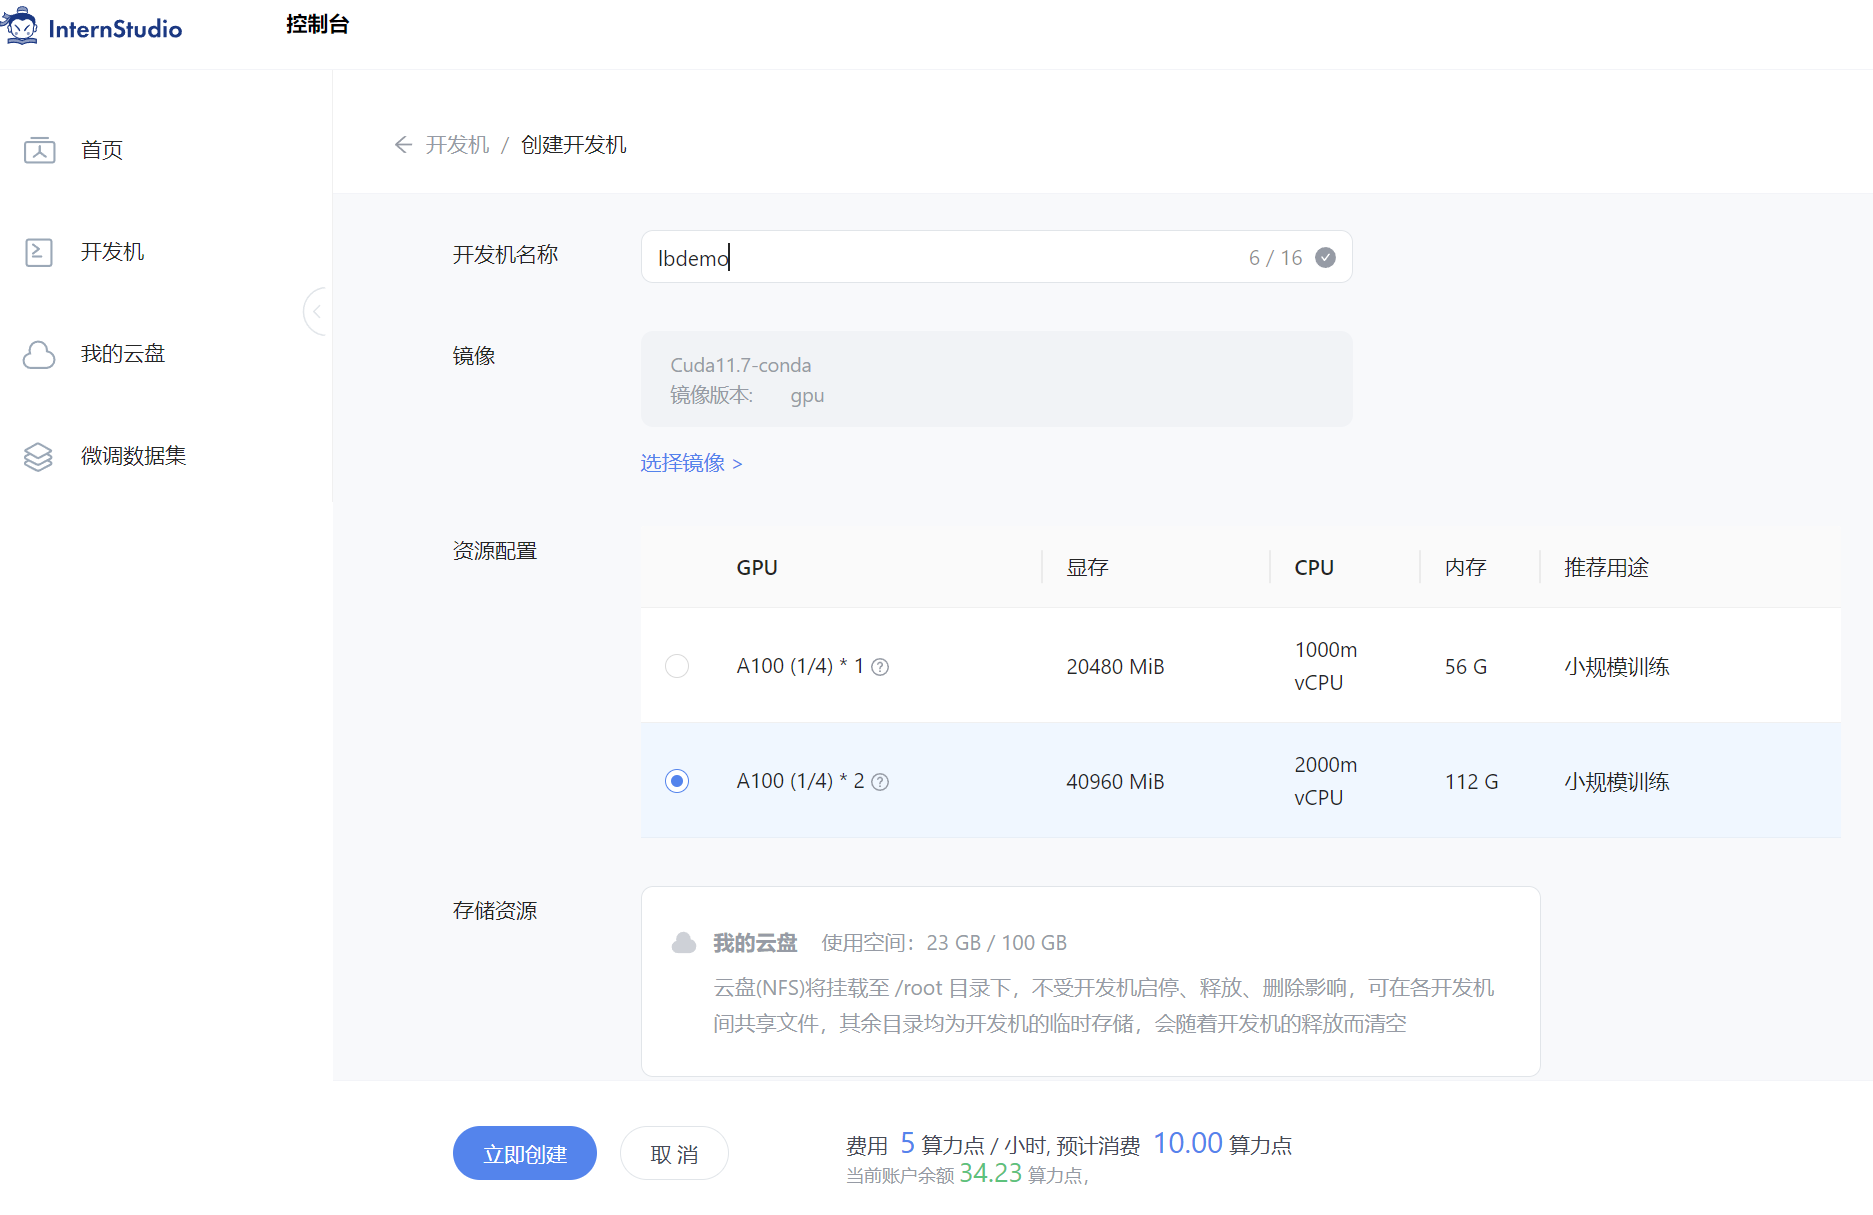 InternStudio
控制台
首页
开发机
我的云盘
微调数据集
开发机 / 创建开发机
开发机名称
lbdemo
6 / 16
镜像
Cuda11.7-conda
镜像版本: gpu
选择镜像 >
资源配置
GPU 显存 CPU 内存 推荐用途
A100 (1/4) * 1 20480 MiB 1000m vCPU 56 G 小规模训练
A100 (1/4) * 2 40960 MiB 2000m vCPU 112 G 小规模训练
存储资源
我的云盘 使用空间：23 GB / 100 GB
云盘(NFS)将挂载至 /root 目录下，不受开发机启停、释放、删除影响，可在各开发机
间共享文件，其余目录均为开发机的临时存储，会随着开发机的释放而清空
立即创建
取 消
费用 5 算力点 / 小时, 预计消费 10.00 算力点
当前账户余额 34.23 算力点,